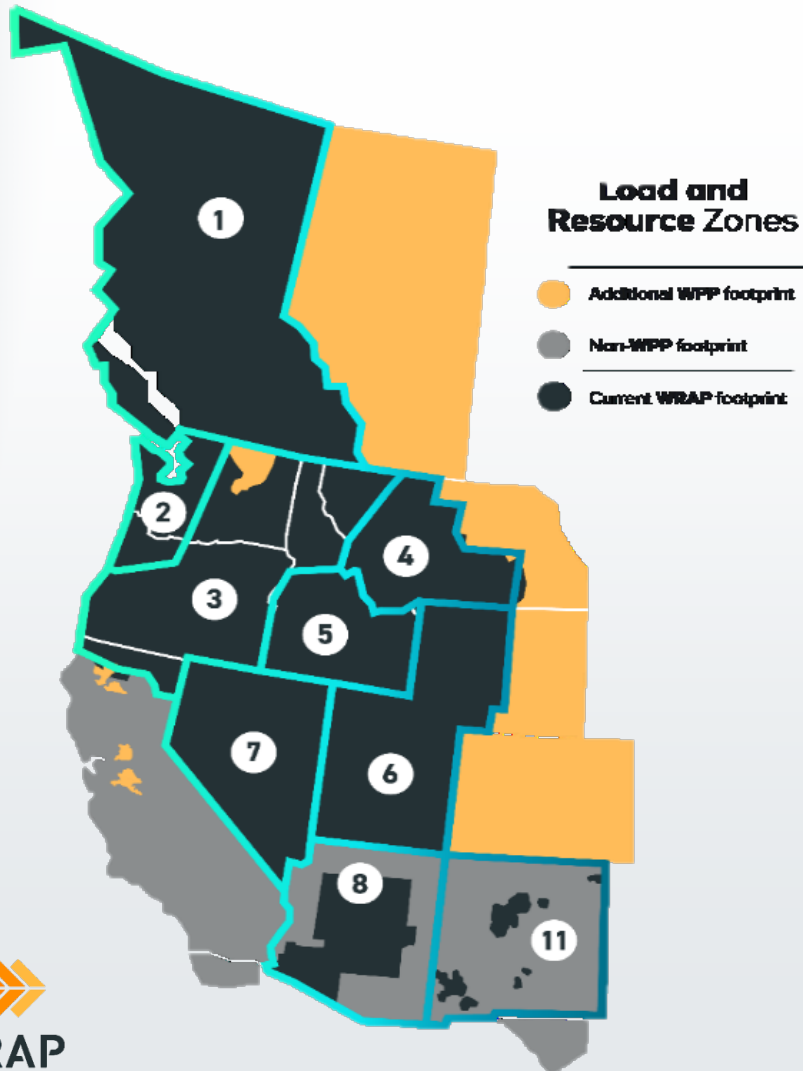 Load and
Resource Zones
Additional WPP footprint
Non-WPP footprint
Current WRAP footprint
1
2
3
4
5
6
7
8
11
RAP